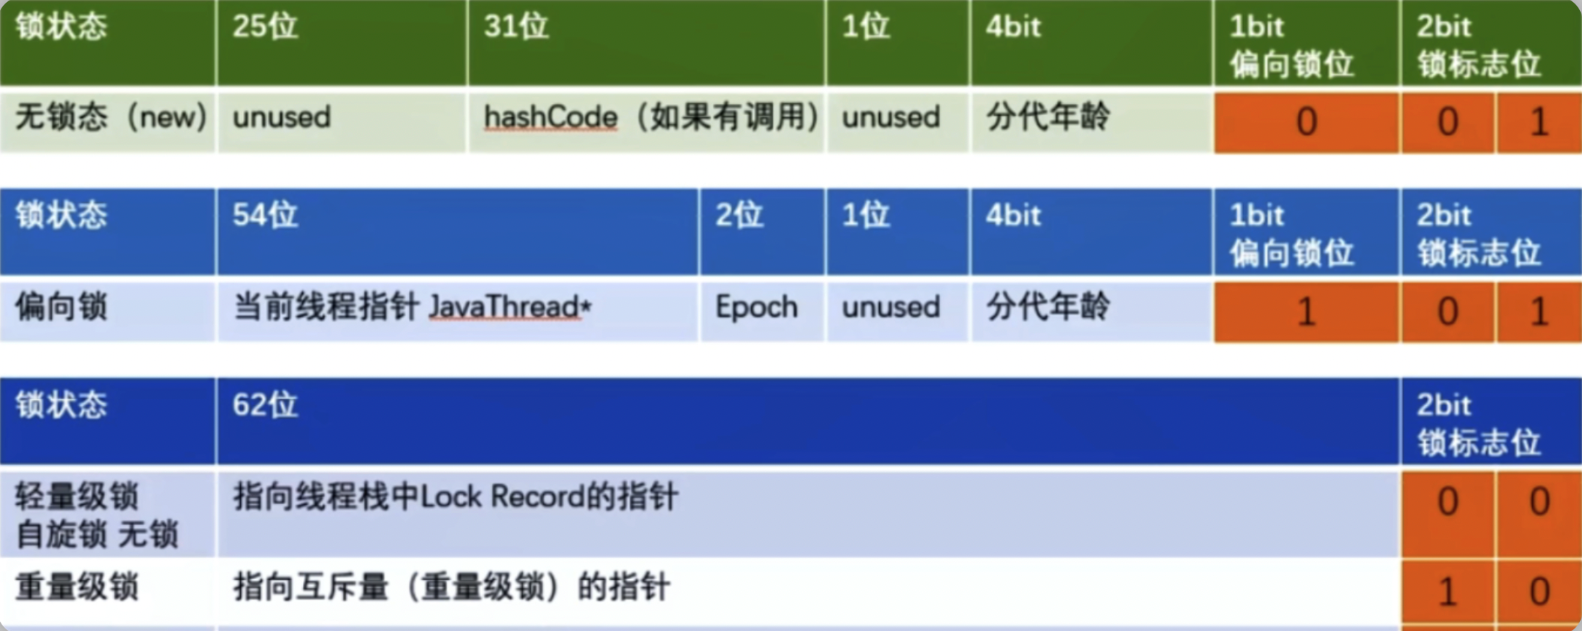 锁状态 25位 31位 1位 4bit 1bit 2bit
偏向锁位 锁标志位
无锁态（new） unused hashCode（如果有调用） unused 分代年龄 0 0 1
锁状态 54位 2位 1位 4bit 1bit 2bit
偏向锁位 锁标志位
偏向锁 当前线程指针 JavaThread* Epoch unused 分代年龄 1 0 1
锁状态 62位 2bit
锁标志位
轻量级锁 指向线程栈中Lock Record的指针 0 0
自旋锁 无锁
重量级锁 指向互斥量（重量级锁）的指针 1 0